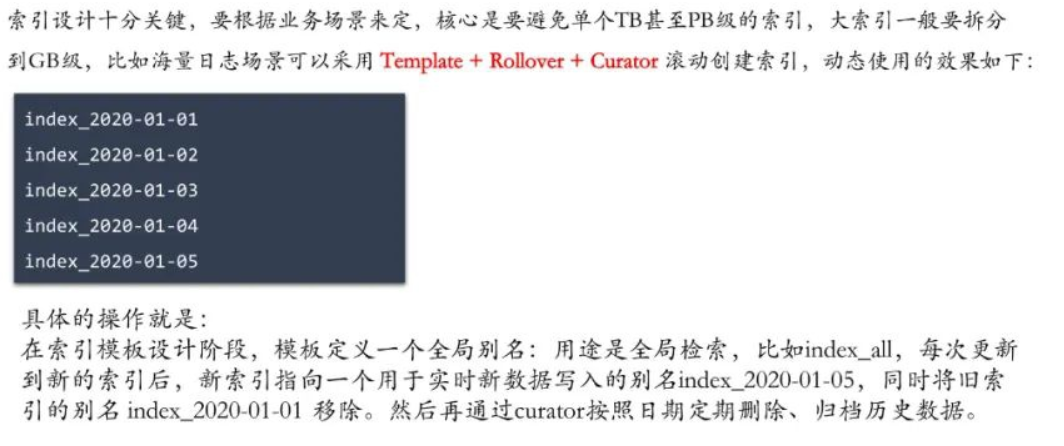 索引设计十分关键，要根据业务场景来定，核心是要避免单个TB甚至PB级的索引，大索引一般要拆分
到GB级，比如海量日志场景可以采用 Template + Rollover + Curator 滚动创建索引，动态使用的效果如下：
index_2020-01-01
index_2020-01-02
index_2020-01-03
index_2020-01-04
index_2020-01-05
具体的操作就是：
在索引模板设计阶段，模板定义一个全局别名：用途是全局检索，比如index_all，每次更新
到新的索引后，新索引指向一个用于实时新数据写入的别名index_2020-01-05，同时将旧索
引的别名 index_2020-01-01 移除。然后再通过curator按照日期定期删除、归档历史数据。